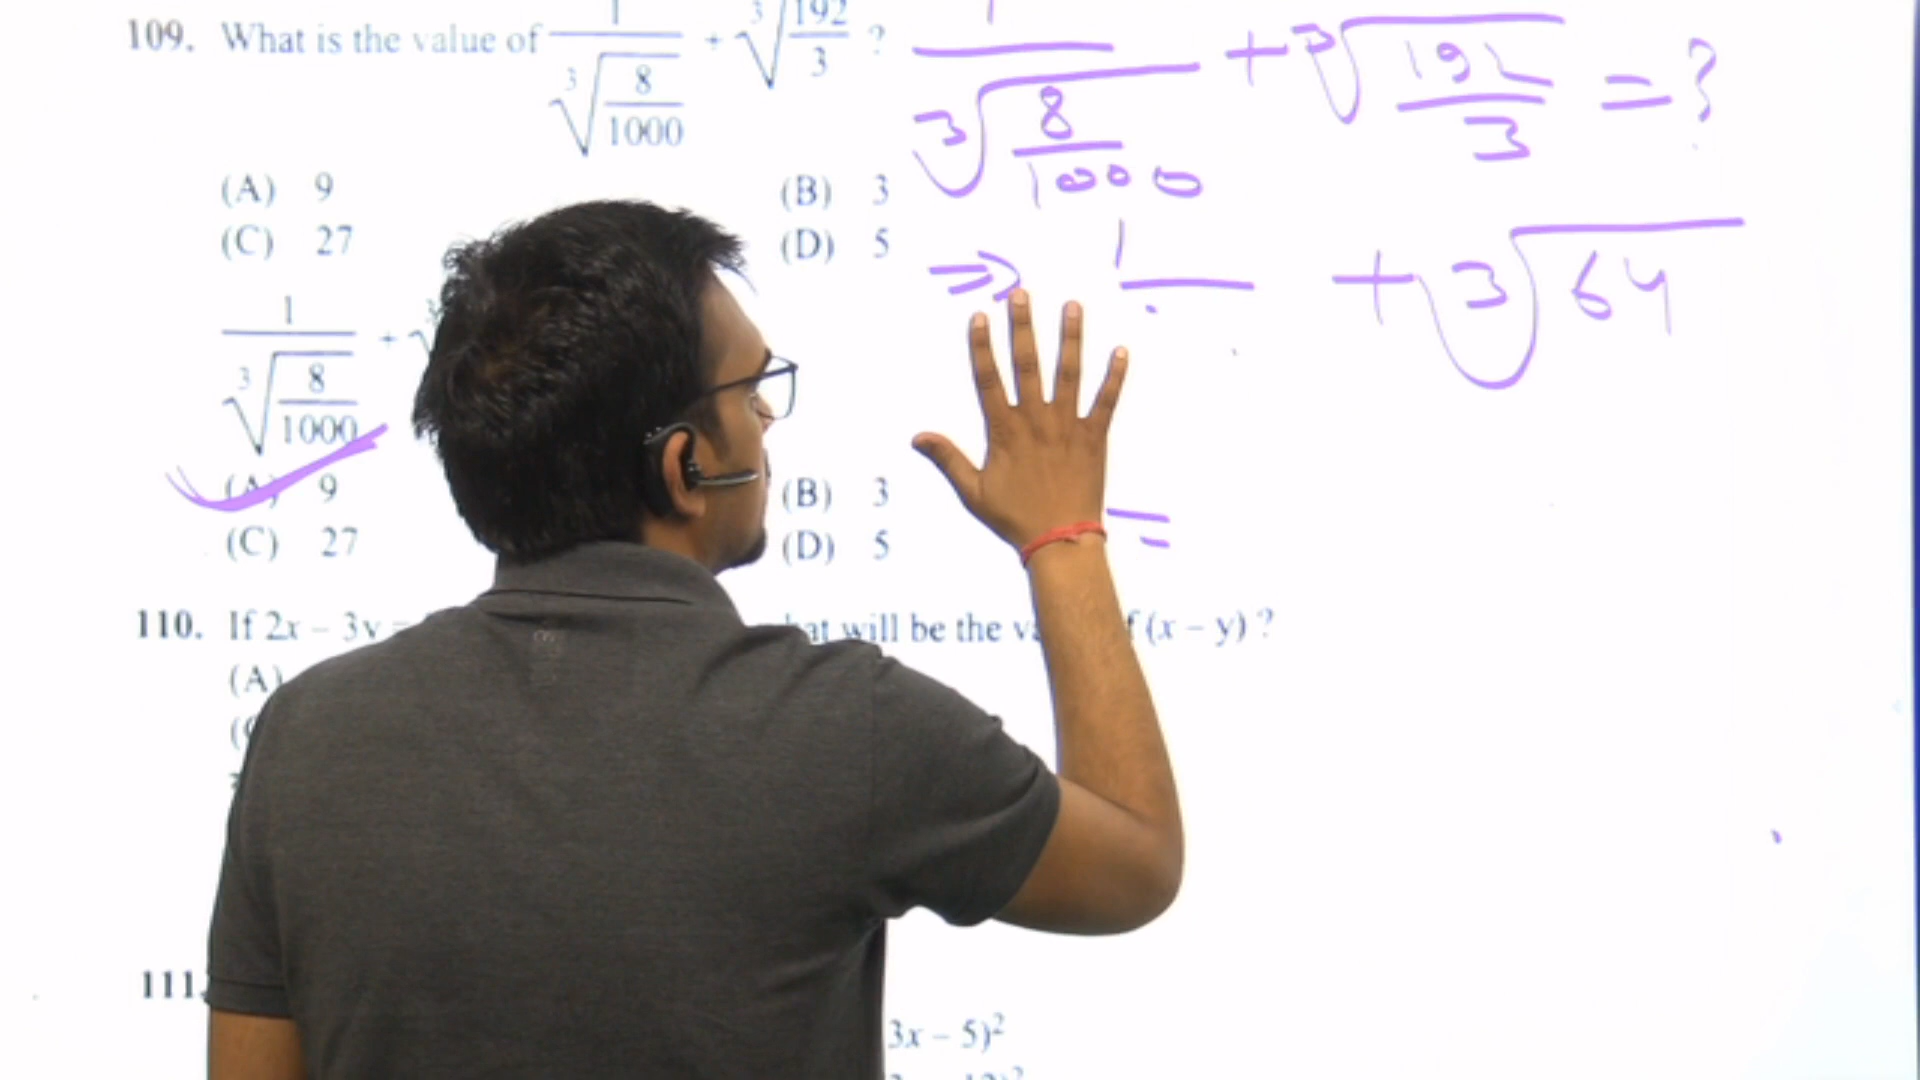 109. What is the value of 1/∛(8/1000) + ∛(192/3) ?
(A) 9 (B) 3
(C) 27 (D) 5
1/∛(8/1000) +
(A) 9 (B) 3
(C) 27 (D) 5
110. If 2x – 3y will be the (x – y) ?
(A)
111.
3x – 5)²
1/∛(8/1000) + ∛(192/3) = ?
⇒ 1/ + ∛64
=